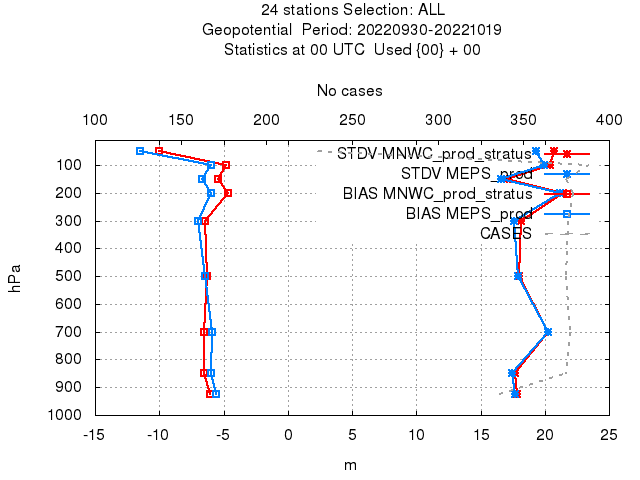 24 stations Selection: ALL
Geopotential  Period: 20220930-20221019
Statistics at 00 UTC  Used {00} + 00
No cases
100 150 200 250 300 350 400
STDV MNWC_prod_stratus
STDV MEPS_prod
BIAS MNWC_prod_stratus
BIAS MEPS_prod
CASES
hPa
100
200
300
400
500
600
700
800
900
1000
-15 -10 -5 0 5 10 15 20 25
m